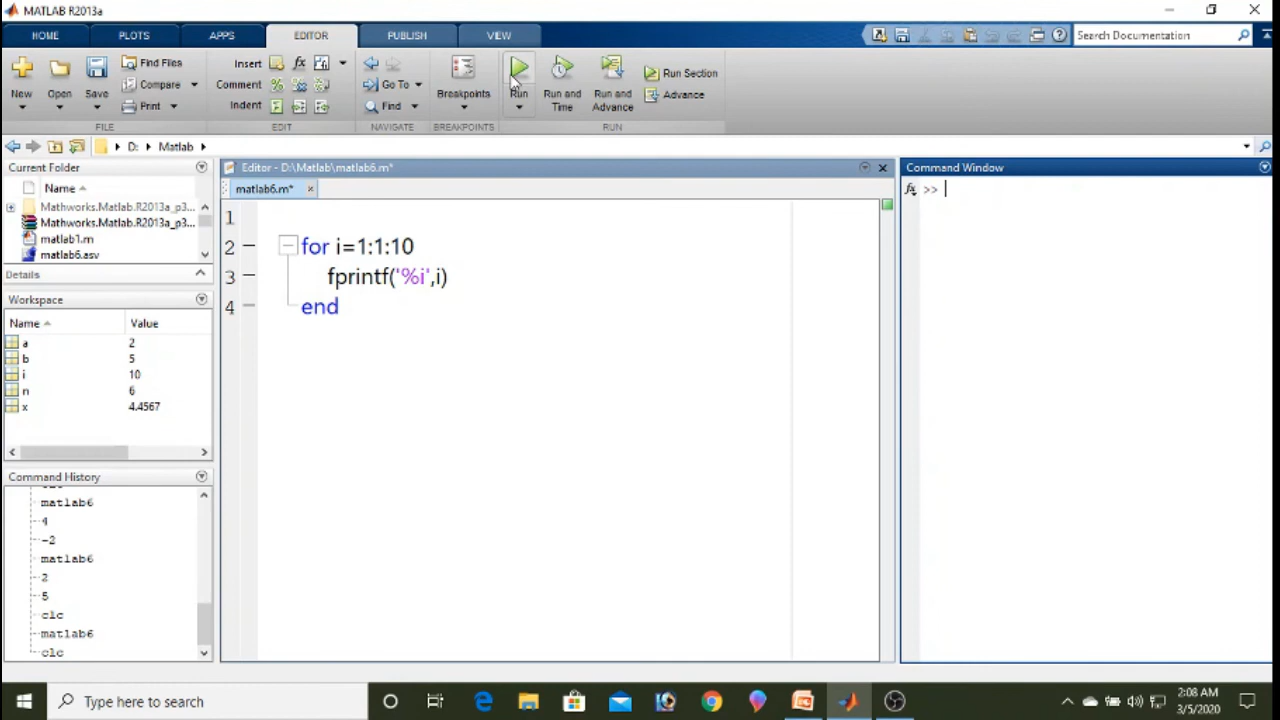 MATLAB R2013a
HOME PLOTS APPS EDITOR PUBLISH VIEW Search Documentation
New Open Save Find Files Compare Print
Insert Comment Indent
Go To Find
Breakpoints
Run Run and Time Run and Advance Run Section Advance
FILE EDIT NAVIGATE BREAKPOINTS RUN
D: Matlab
Current Folder
Name
Mathworks.Matlab.R2013a_p3...
Mathworks.Matlab.R2013a_p3...
matlab1.m
matlab6.asv
Details
Workspace
Name Value
a 2
b 5
i 10
n 6
x 4.4567
Command History
clc
matlab6
4
-2
matlab6
2
5
clc
matlab6
clc
Editor - D:\Matlab\matlab6.m*
matlab6.m*
1
2 for i=1:1:10
3 fprintf('%i',i)
4 end
Command Window
fx >>
Type here to search
2:08 AM
3/5/2020